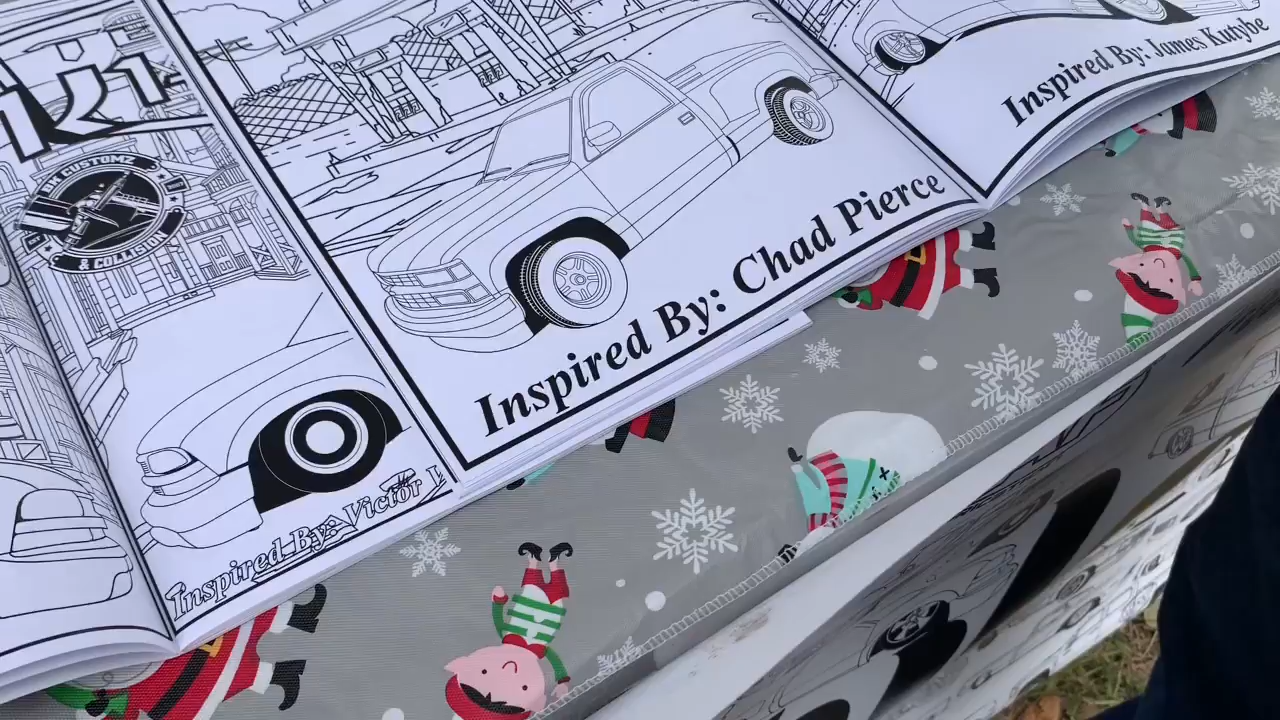 CUSTOMZ
& COLLISION
Inspired By: Victor
Inspired By: Chad Pierce
Inspired By: James Kutybe